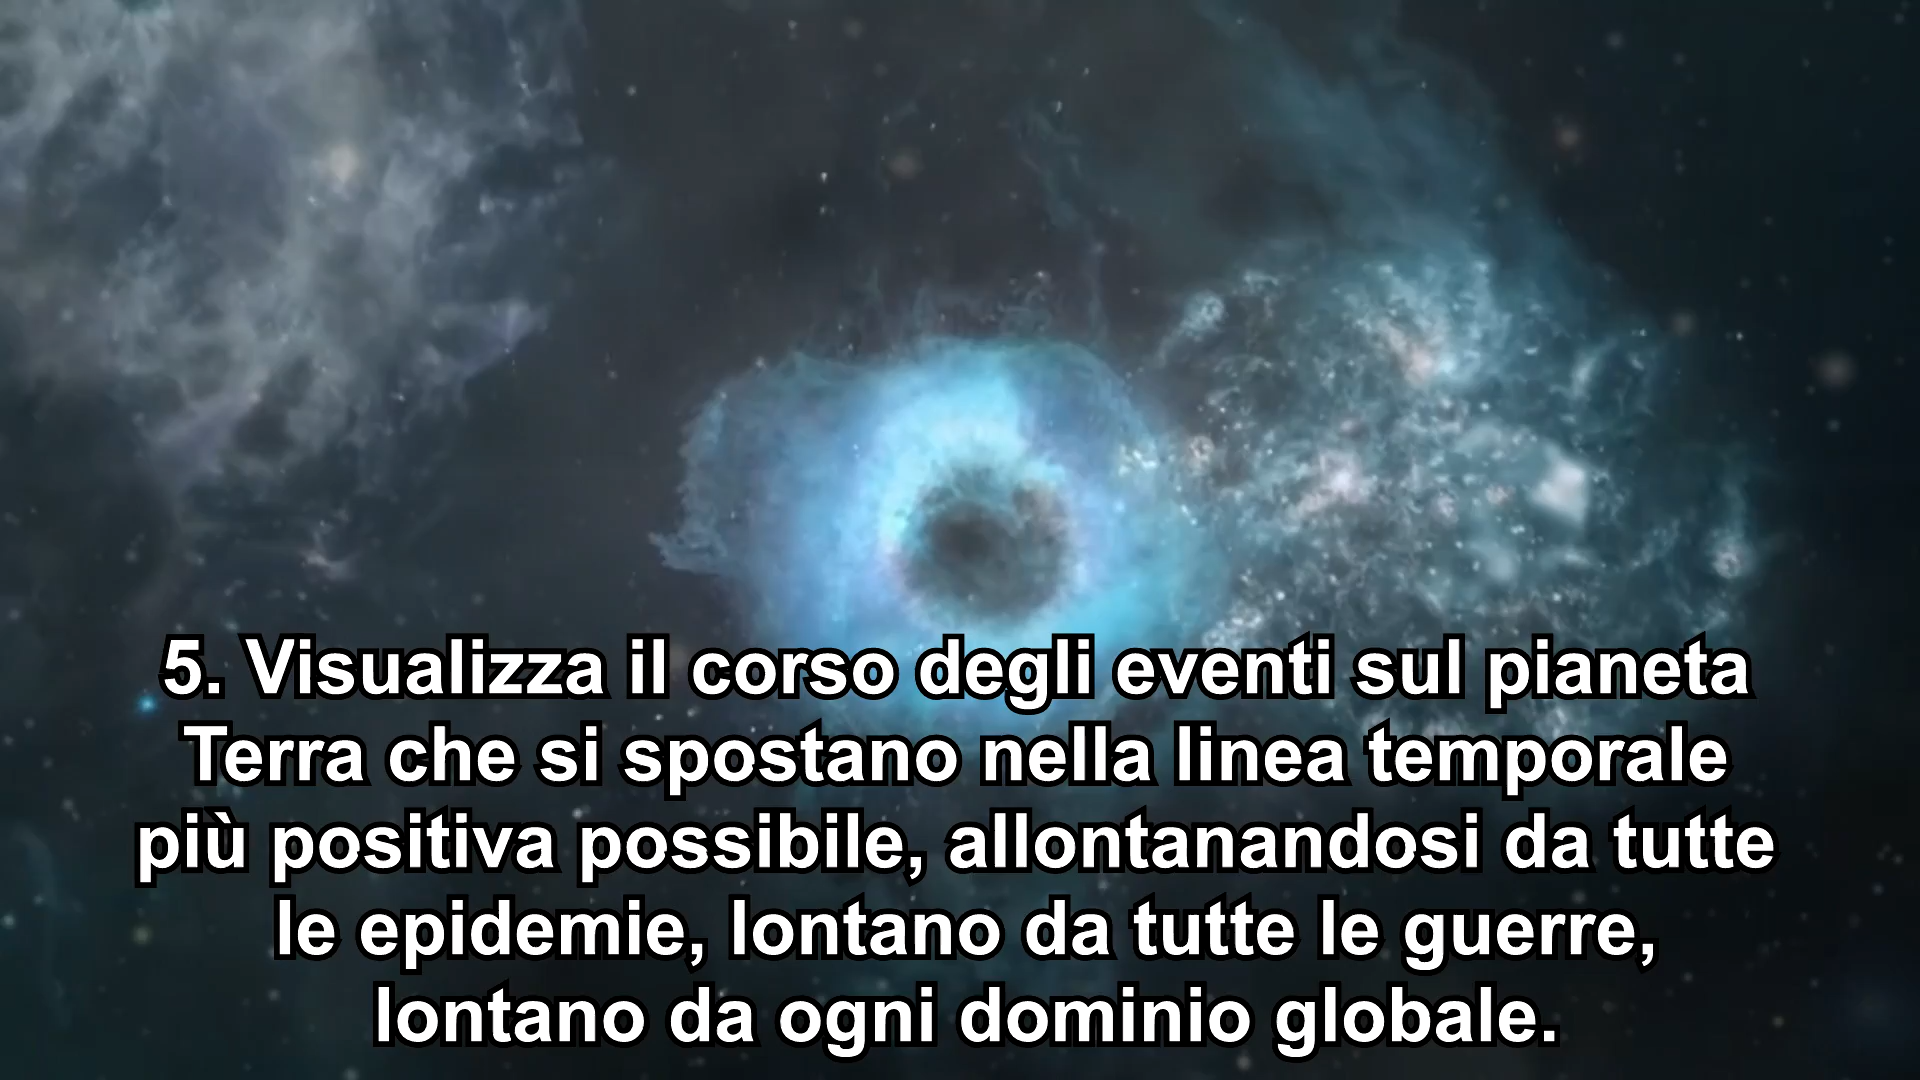 5. Visualizza il corso degli eventi sul pianeta
Terra che si spostano nella linea temporale
più positiva possibile, allontanandosi da tutte
le epidemie, lontano da tutte le guerre,
lontano da ogni dominio globale.